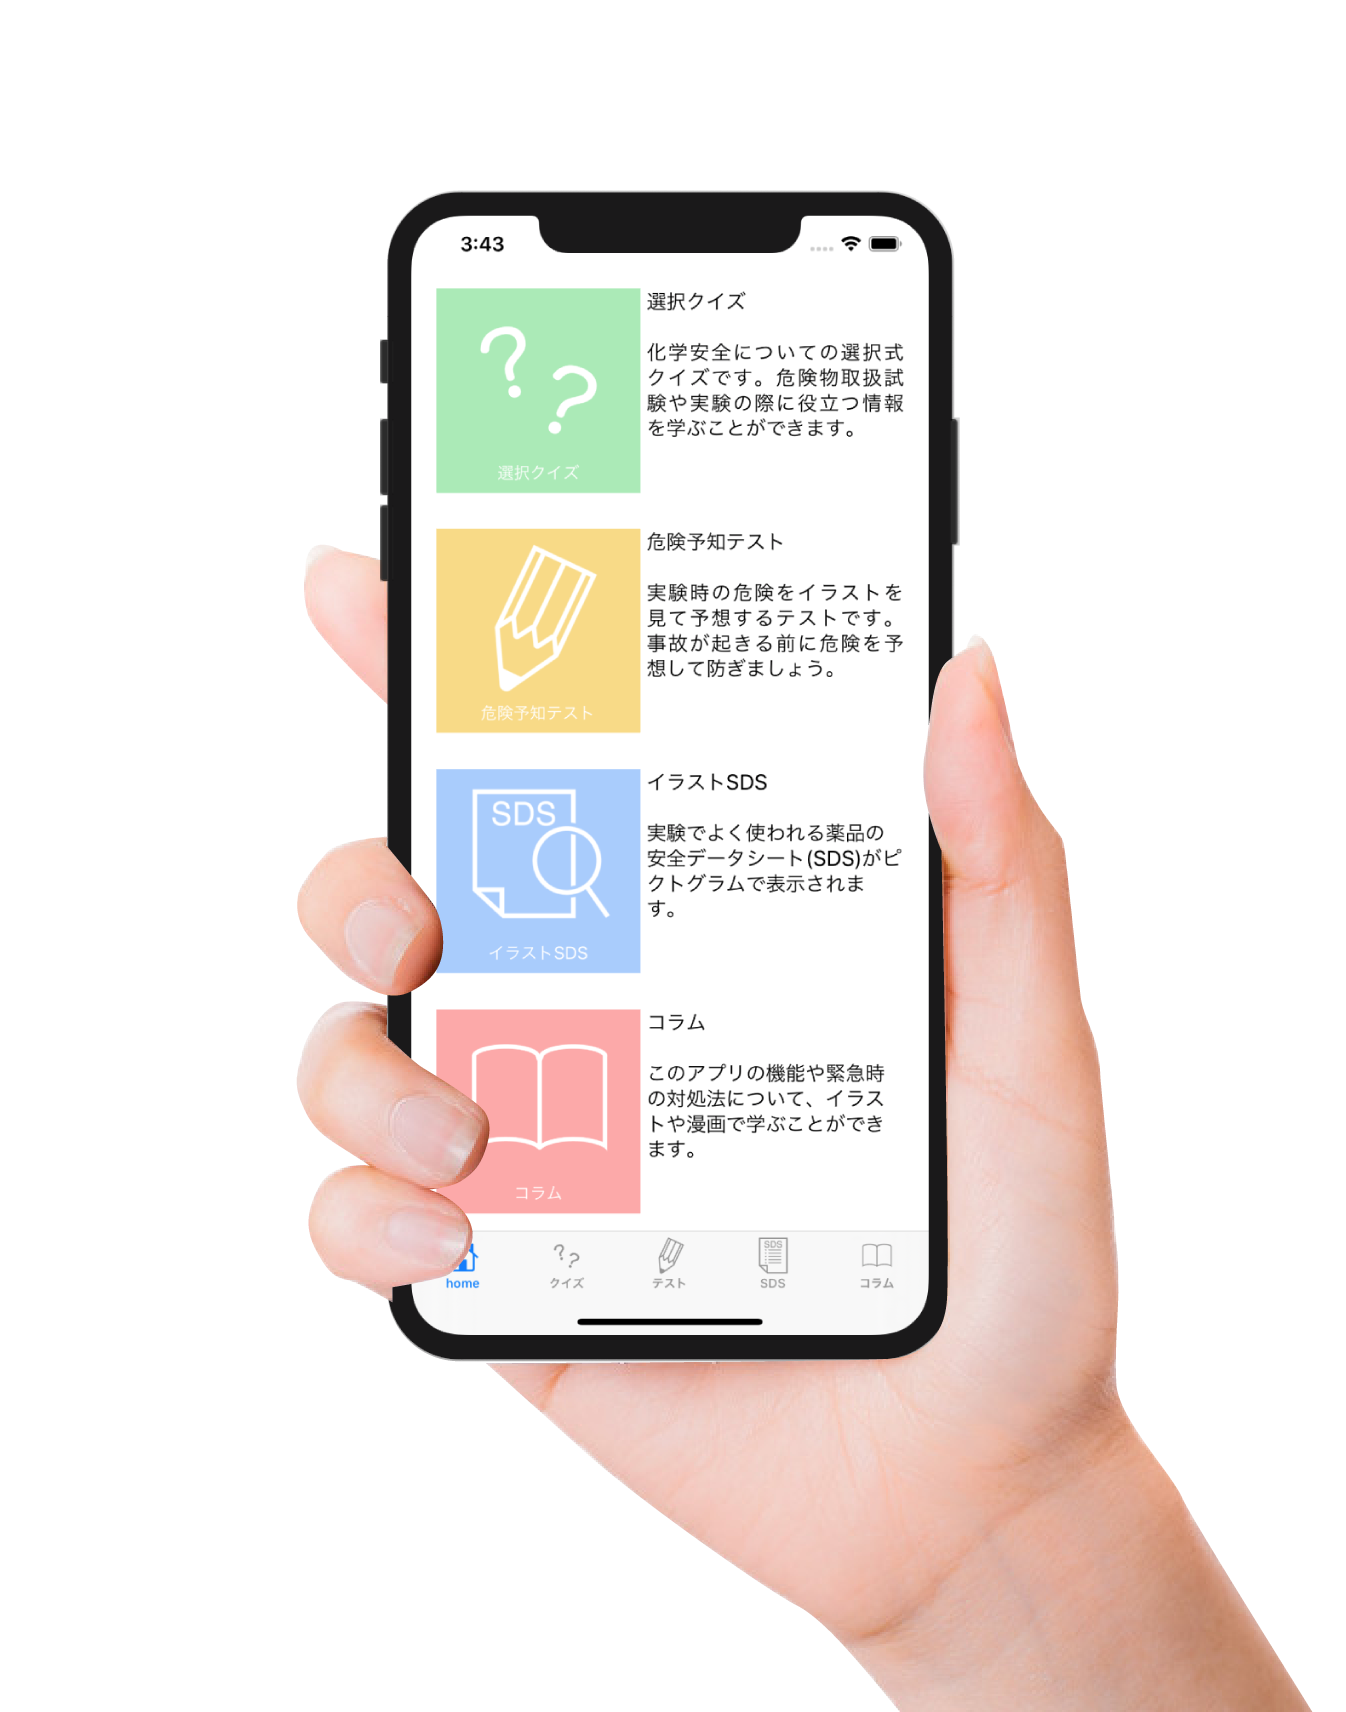 3:43
選択クイズ
化学安全についての選択式
クイズです。危険物取扱試
験や実験の際に役立つ情報
を学ぶことができます。
選択クイズ
危険予知テスト
実験時の危険をイラストを
見て予想するテストです。
事故が起きる前に危険を予
想して防ぎましょう。
危険予知テスト
イラストSDS
実験でよく使われる薬品の
安全データシート(SDS)がピ
クトグラムで表示されま
す。
SDS
イラストSDS
コラム
このアプリの機能や緊急時
の対処法について、イラス
トや漫画で学ぶことができ
ます。
コラム
home
クイズ
テスト
SDS
SDS
コラム